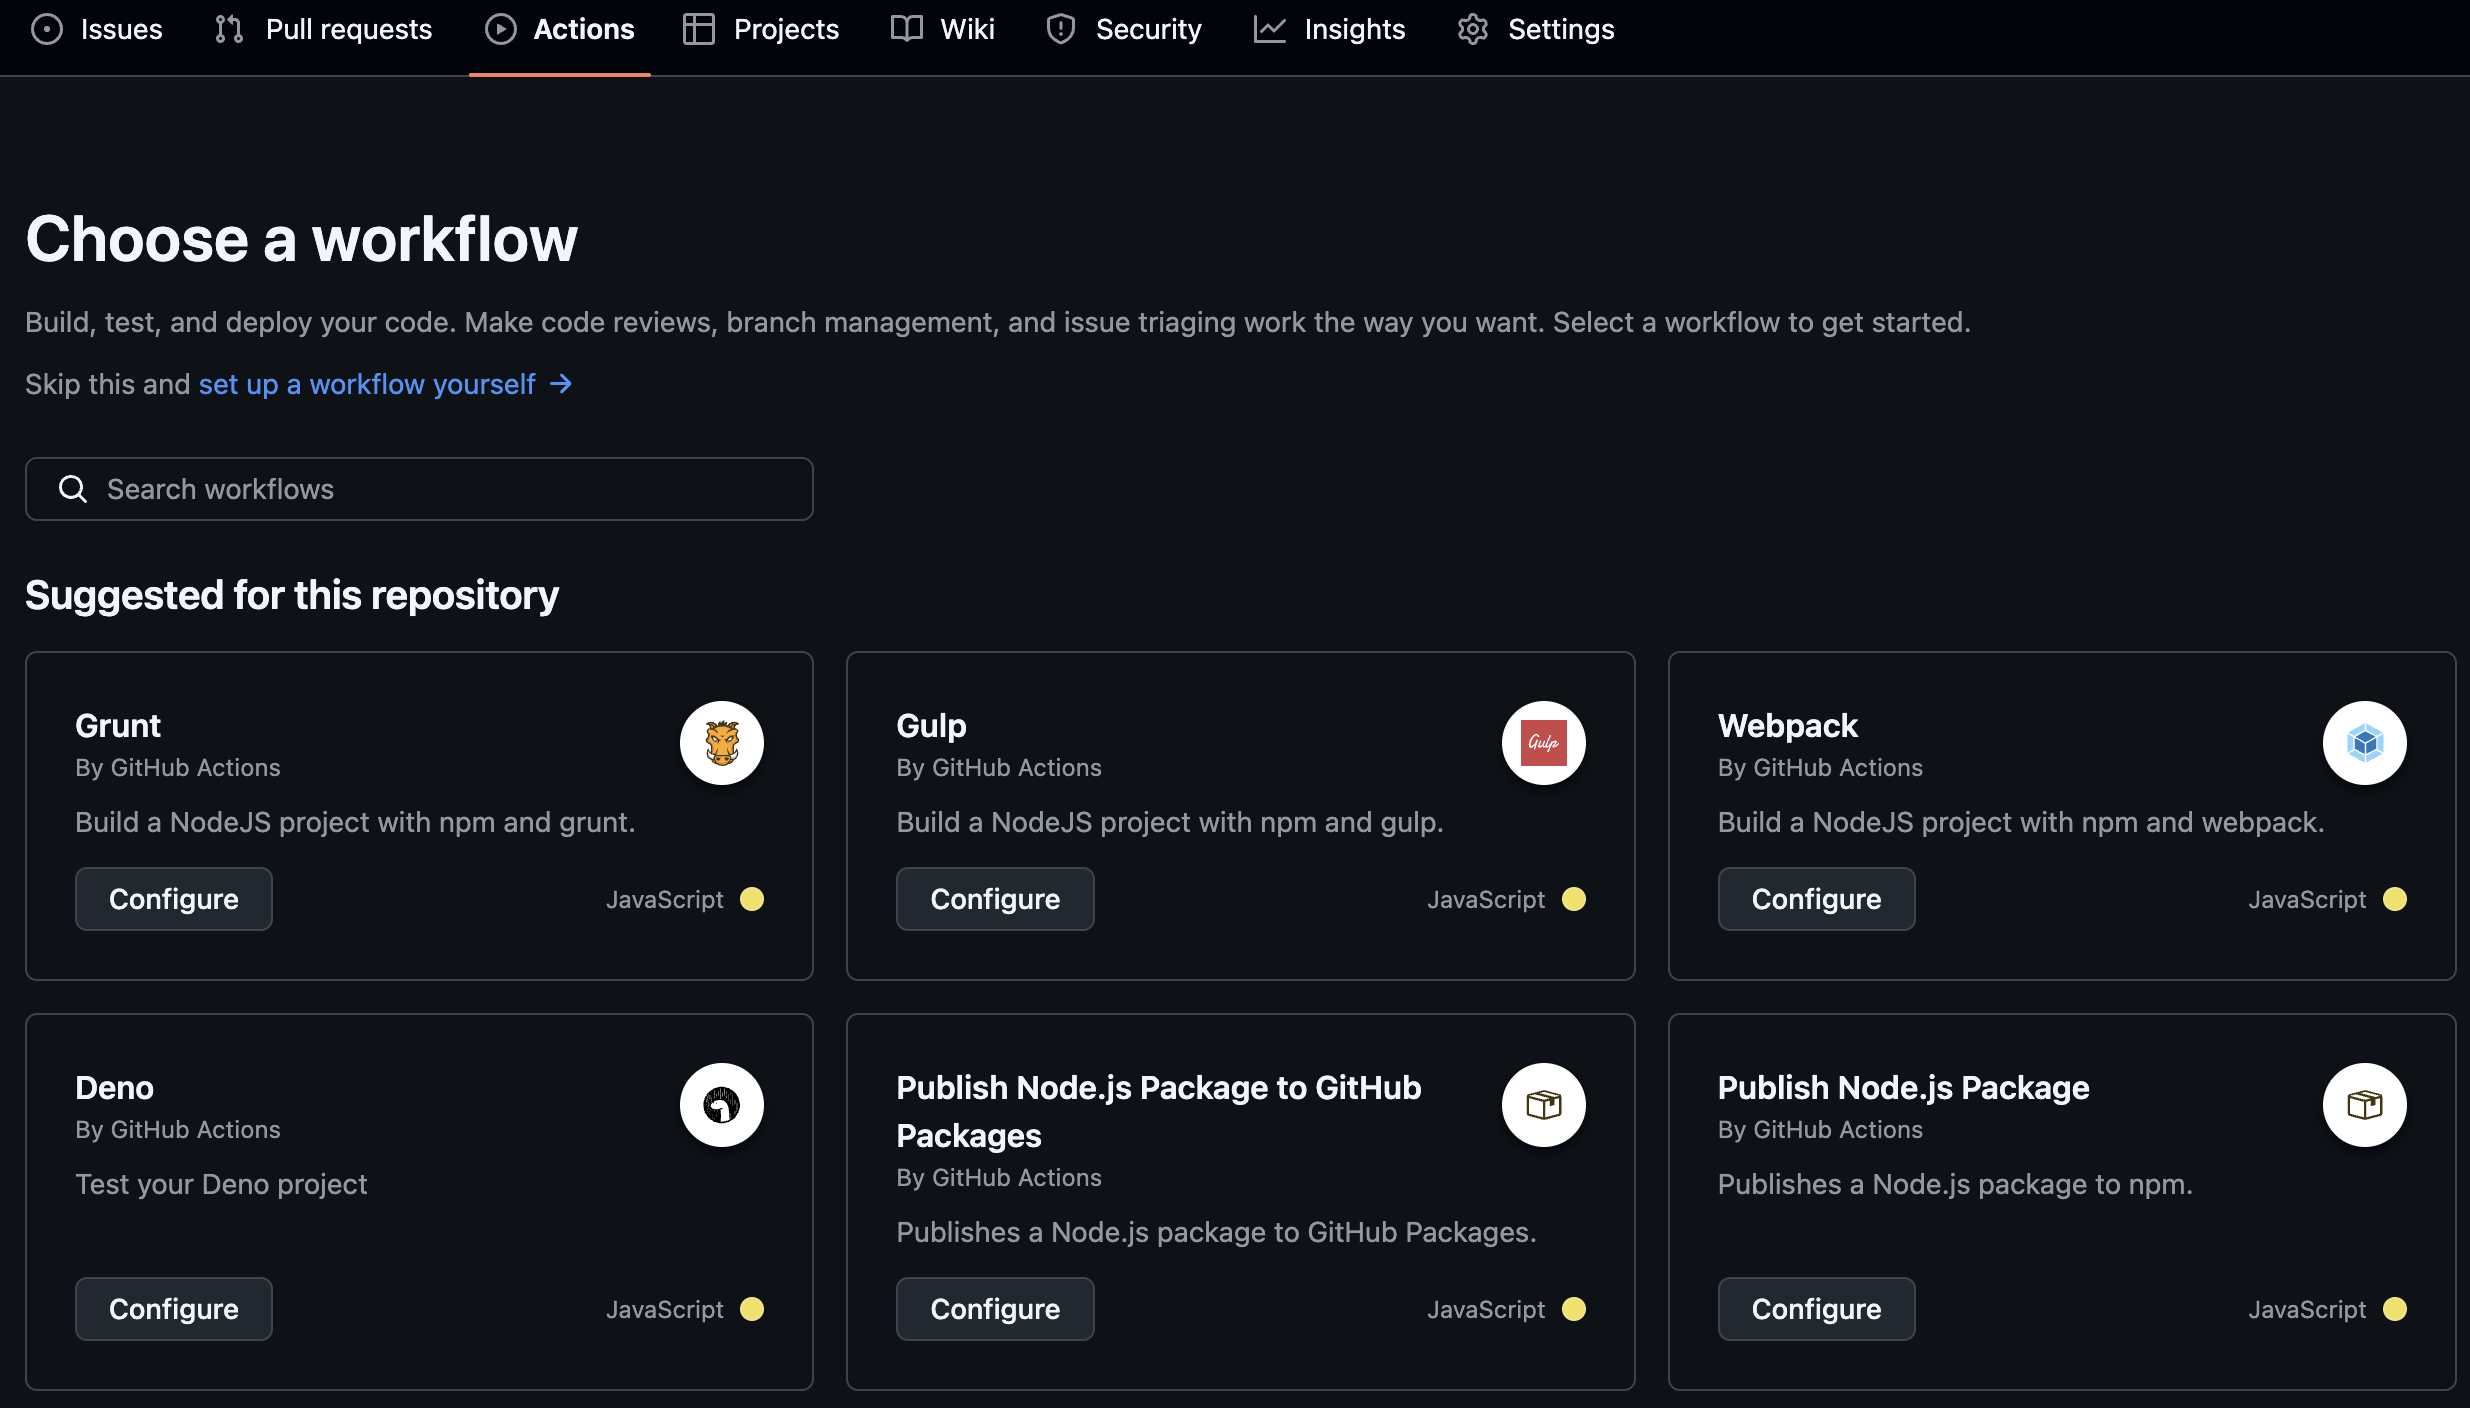 Issues Pull requests Actions Projects Wiki Security Insights Settings
Choose a workflow
Build, test, and deploy your code. Make code reviews, branch management, and issue triaging work the way you want. Select a workflow to get started.
Skip this and set up a workflow yourself →
Search workflows
Suggested for this repository
Grunt
By GitHub Actions
Build a NodeJS project with npm and grunt.
Configure
JavaScript
Gulp
By GitHub Actions
Gulp
Build a NodeJS project with npm and gulp.
Configure
JavaScript
Webpack
By GitHub Actions
Build a NodeJS project with npm and webpack.
Configure
JavaScript
Deno
By GitHub Actions
Test your Deno project
Configure
JavaScript
Publish Node.js Package to GitHub
Packages
By GitHub Actions
Publishes a Node.js package to GitHub Packages.
Configure
JavaScript
Publish Node.js Package
By GitHub Actions
Publishes a Node.js package to npm.
Configure
JavaScript